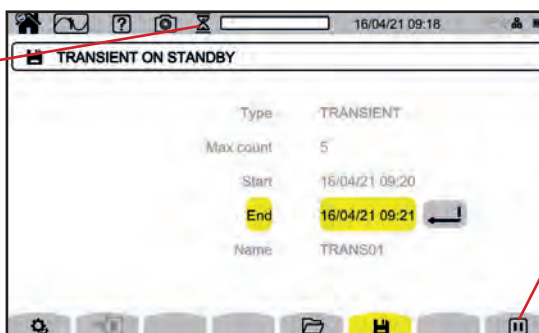 ? 16/04/21 09:18
TRANSIENT ON STANDBY
Type TRANSIENT
Max count 5
Start 16/04/21 09:20
End 16/04/21 09:21
Name TRANS01